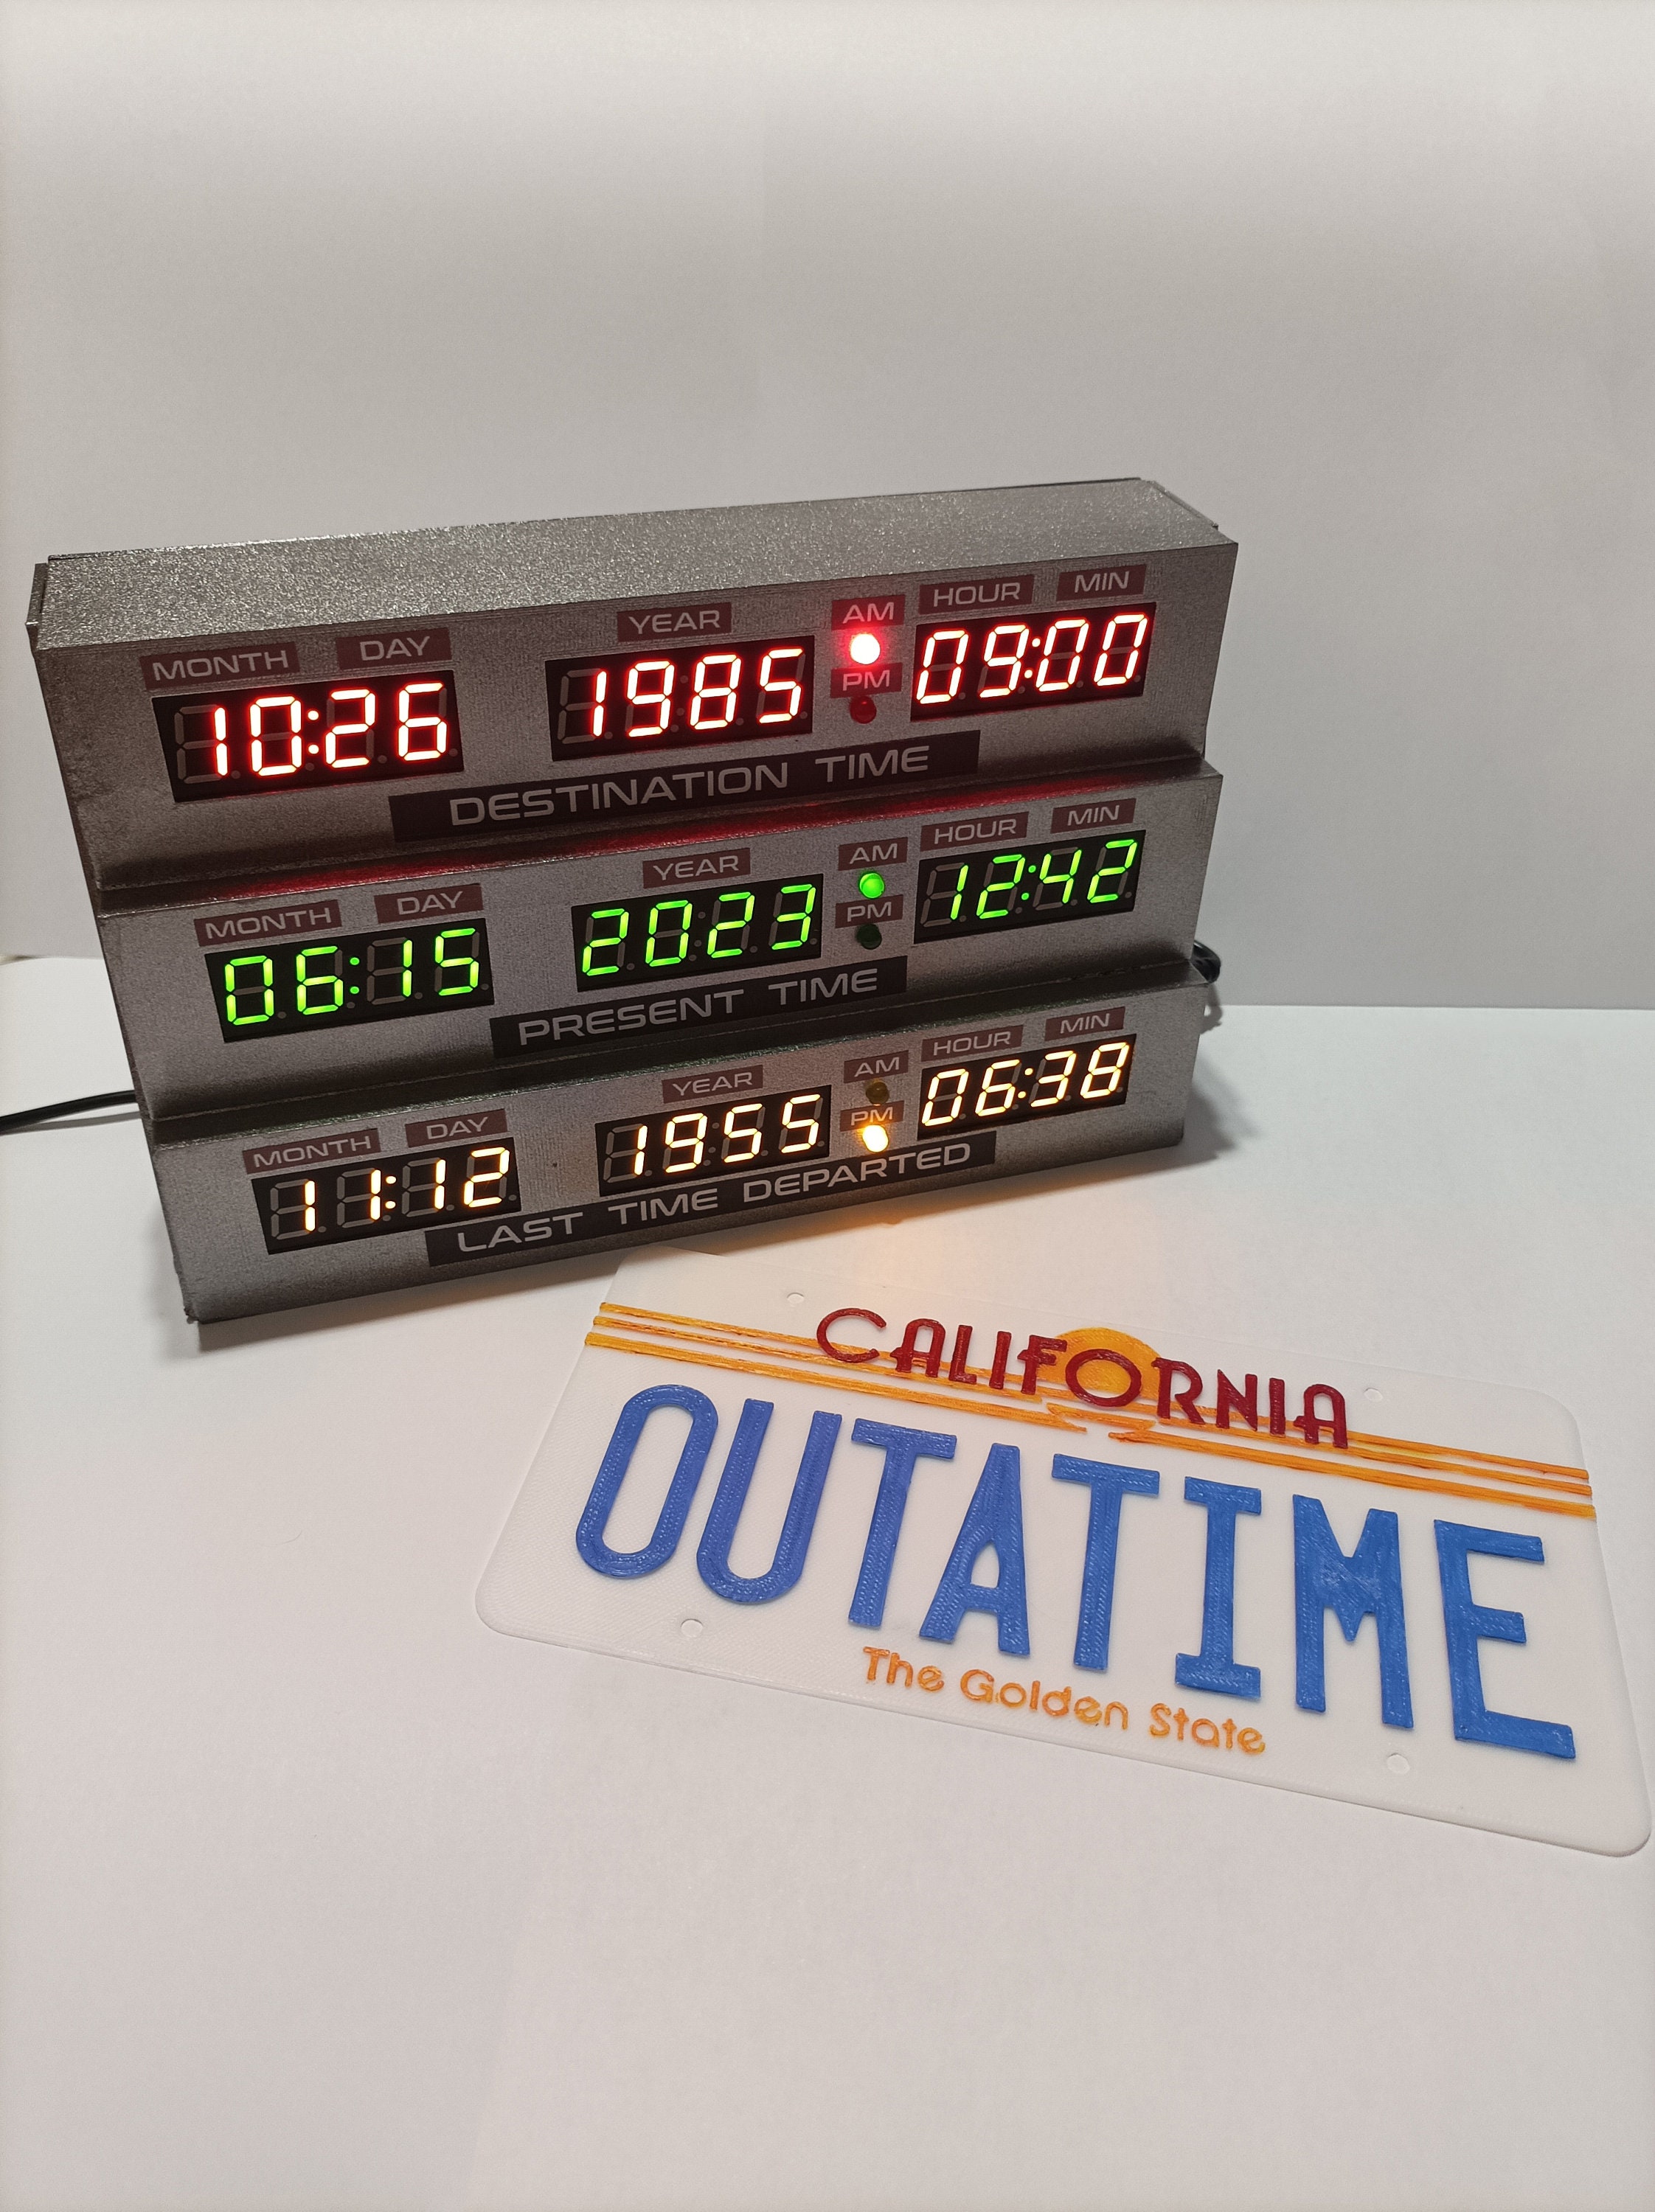 MONTH DAY YEAR AM HOUR MIN
10:26 1985 PM 09:00
DESTINATION TIME
MONTH DAY YEAR AM HOUR MIN
06:15 2023 PM 12:42
PRESENT TIME
MONTH DAY YEAR AM HOUR MIN
11:12 1955 PM 06:38
LAST TIME DEPARTED
CALIFORNIA
OUTATIME
The Golden State